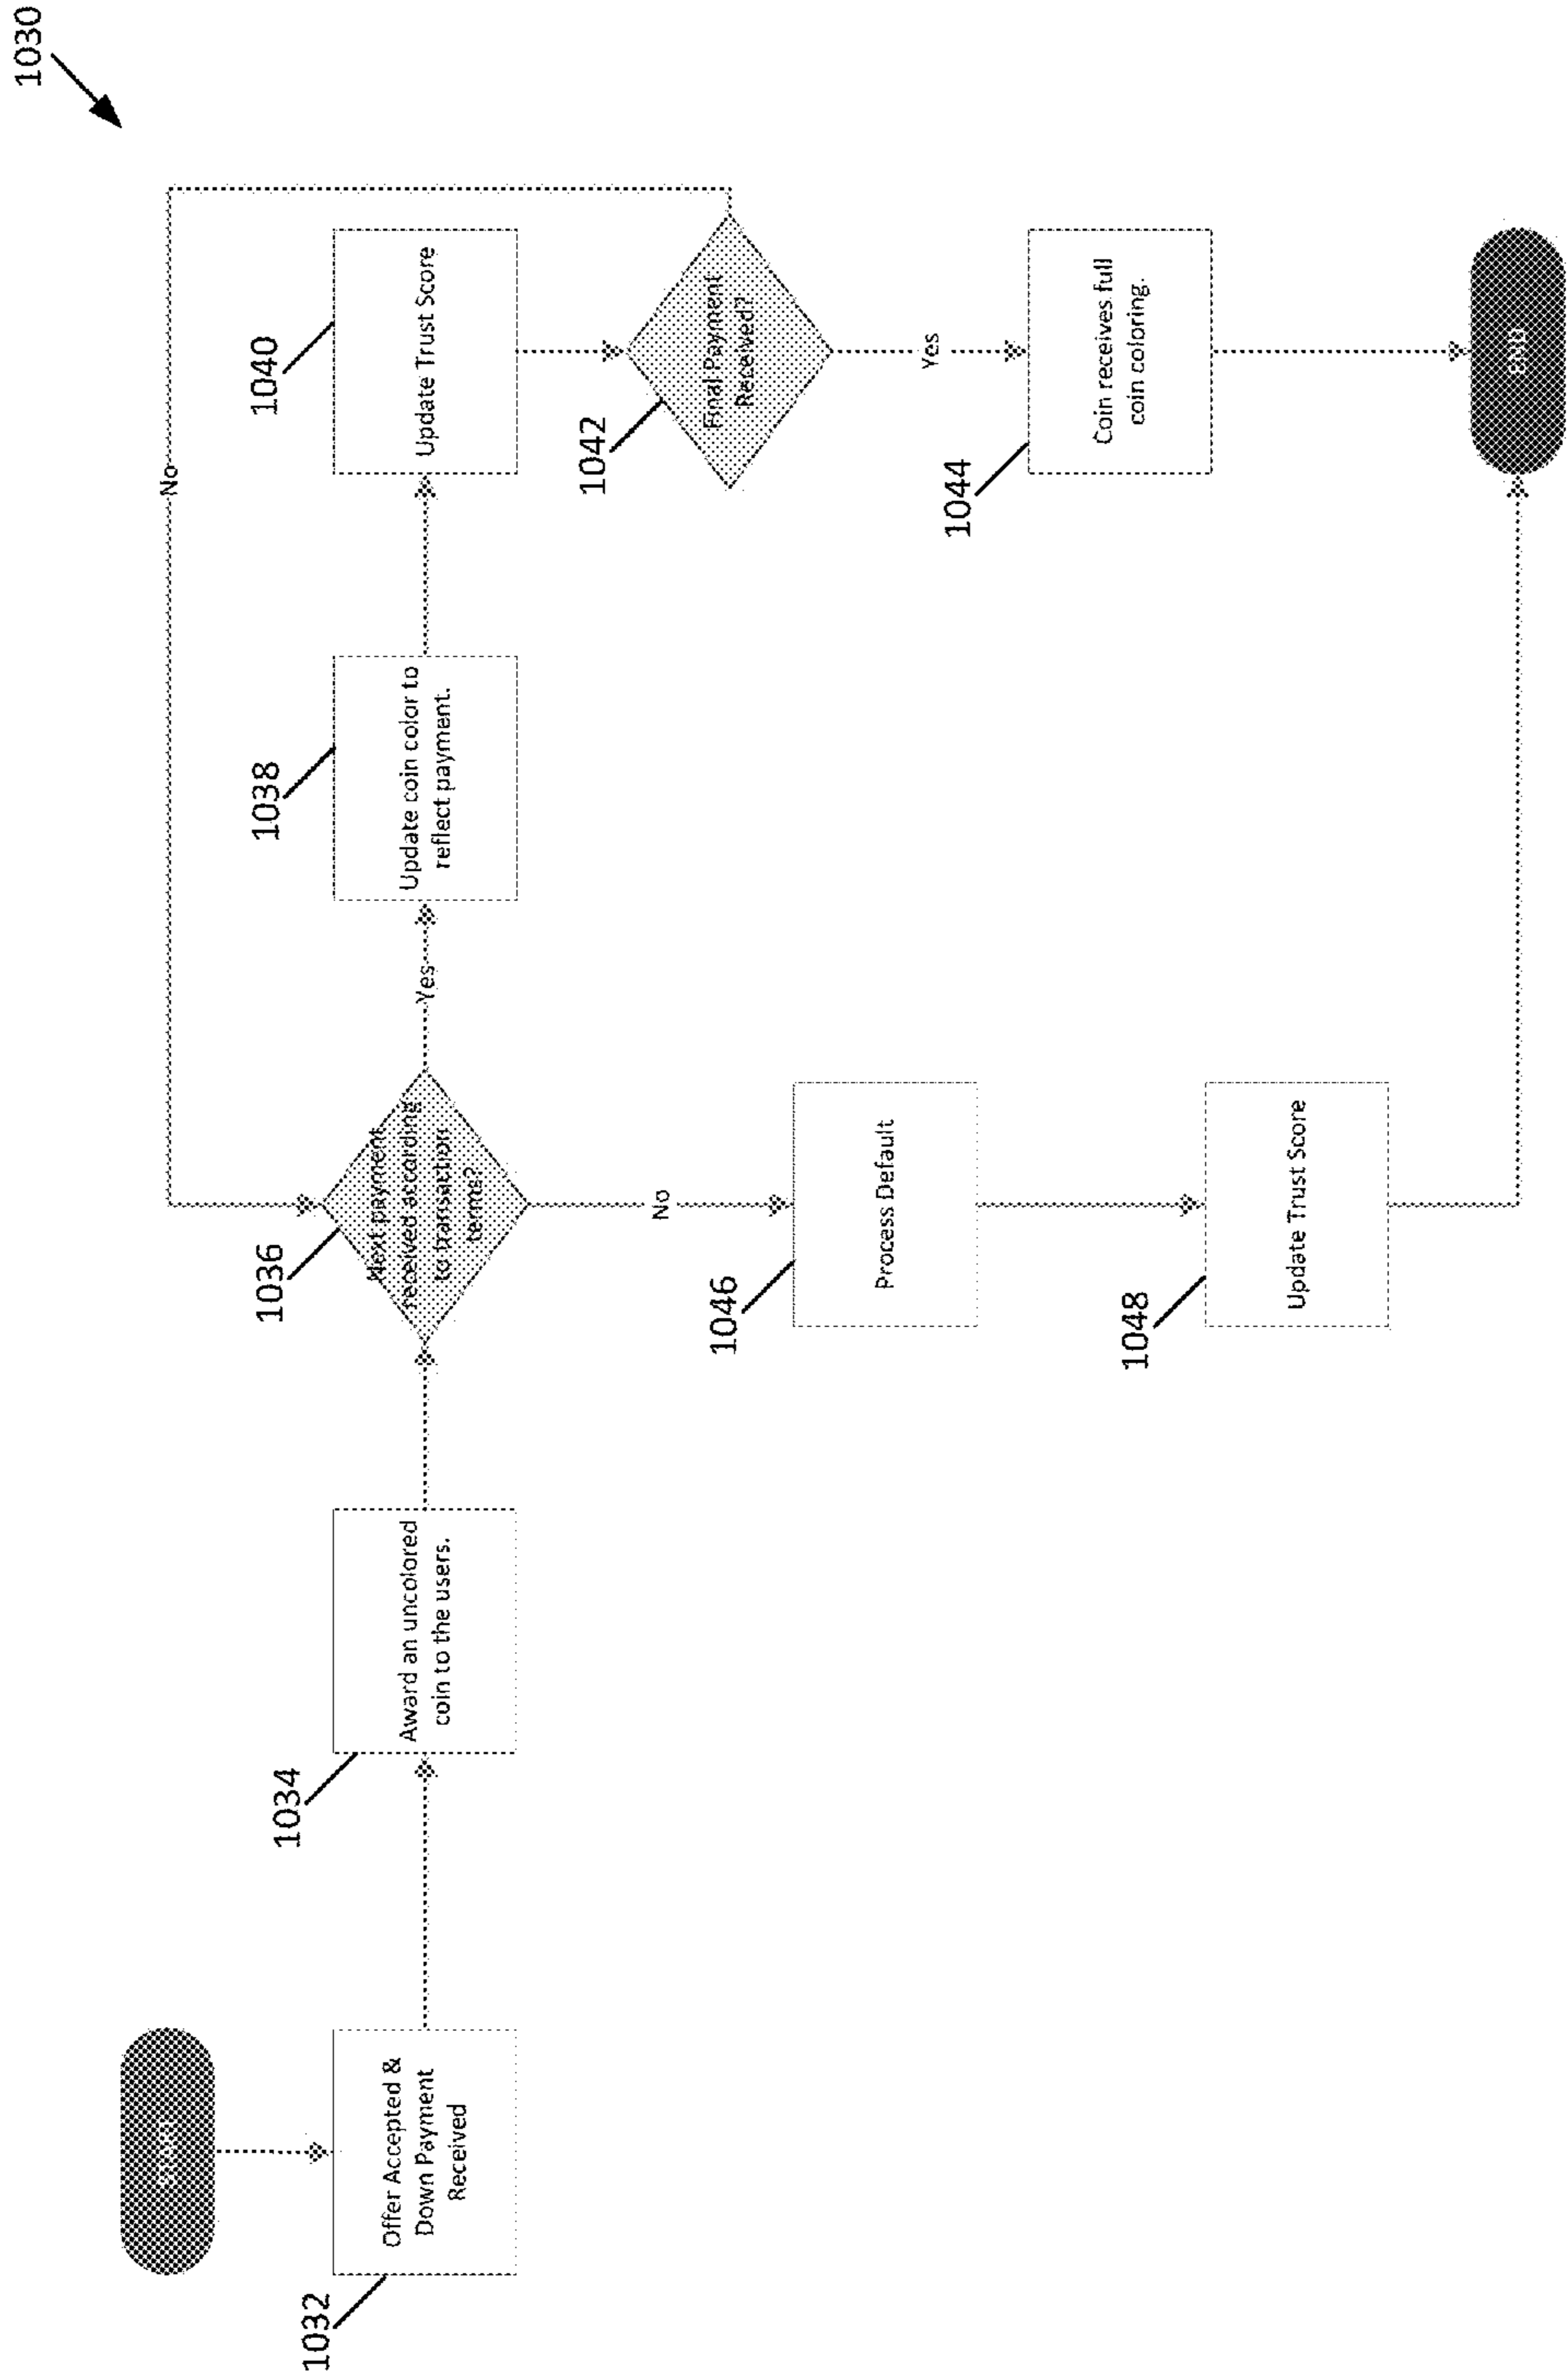 1030
START
1032
Offer Accepted &
Down Payment
Received
1034
Award an uncolored
coin to the users.
1036
Next payment
received according
to transaction
terms?
Yes
1038
Update coin color to
reflect payment.
1040
Update Trust Score
No
1042
Final Payment
Received?
Yes
1044
Coin receives full
coin coloring.
No
1046
Process Default
1048
Update Trust Score
END